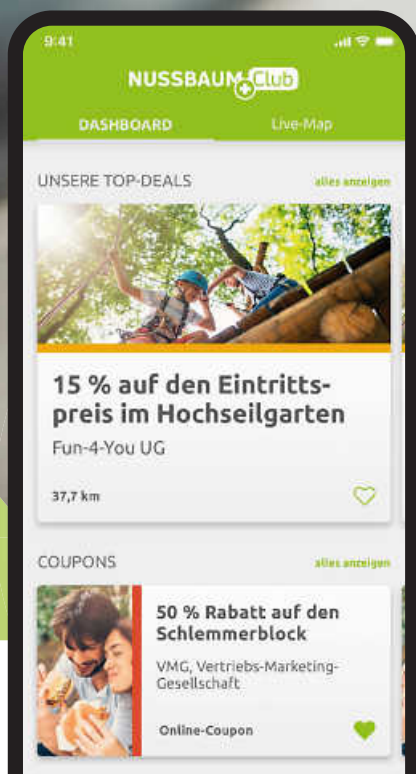 9:41
NUSSBAUM Club
DASHBOARD Live-Map
UNSERE TOP-DEALS alles anzeigen
15 % auf den Eintritts-
preis im Hochseilgarten
Fun-4-You UG
37,7 km
COUPONS alles anzeigen
50 % Rabatt auf den
Schlemmerblock
VMG, Vertriebs-Marketing-
Gesellschaft
Online-Coupon